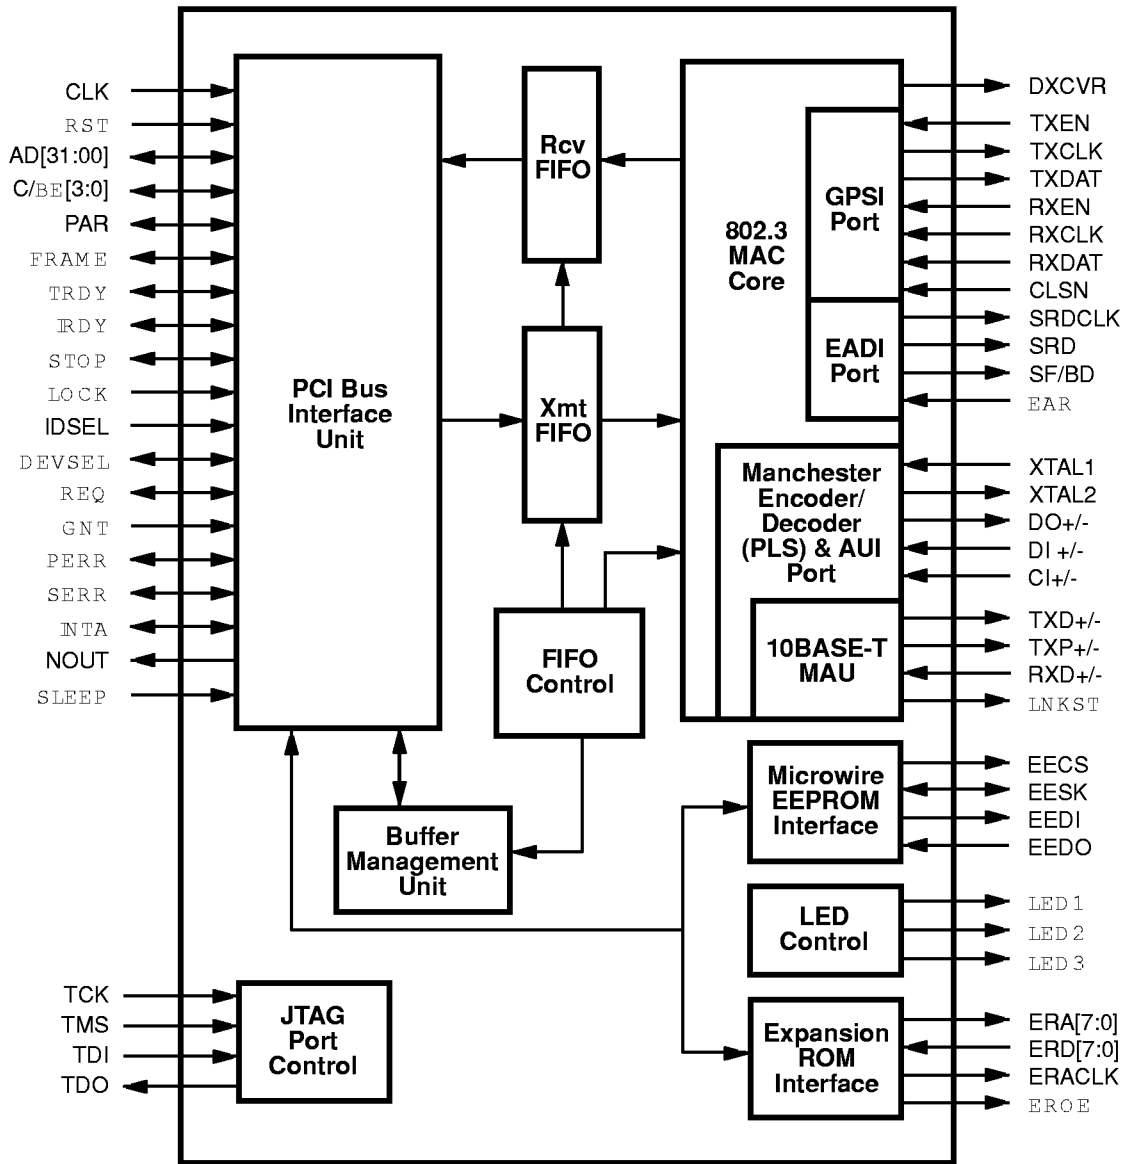 CLK
RST
AD[31:00]
C/BE[3:0]
PAR
FRAME
TRDY
IRDY
STOP
LOCK
IDSEL
DEVSEL
REQ
GNT
PERR
SERR
INTA
NOUT
SLEEP
TCK
TMS
TDI
TDO
PCI Bus
Interface
Unit
Rcv
FIFO
Xmt
FIFO
FIFO
Control
Buffer
Management
Unit
JTAG
Port
Control
802.3
MAC
Core
GPSI
Port
EADI
Port
Manchester
Encoder/
Decoder
(PLS) & AUI
Port
10BASE-T
MAU
Microwire
EEPROM
Interface
LED
Control
Expansion
ROM
Interface
DXCVR
TXEN
TXCLK
TXDAT
RXEN
RXCLK
RXDAT
CLSN
SRDCLK
SRD
SF/BD
EAR
XTAL1
XTAL2
DO+/-
DI +/-
CI+/-
TXD+/-
TXP+/-
RXD+/-
LNKST
EECS
EESK
EEDI
EEDO
LED1
LED2
LED3
ERA[7:0]
ERD[7:0]
ERACLK
EROE